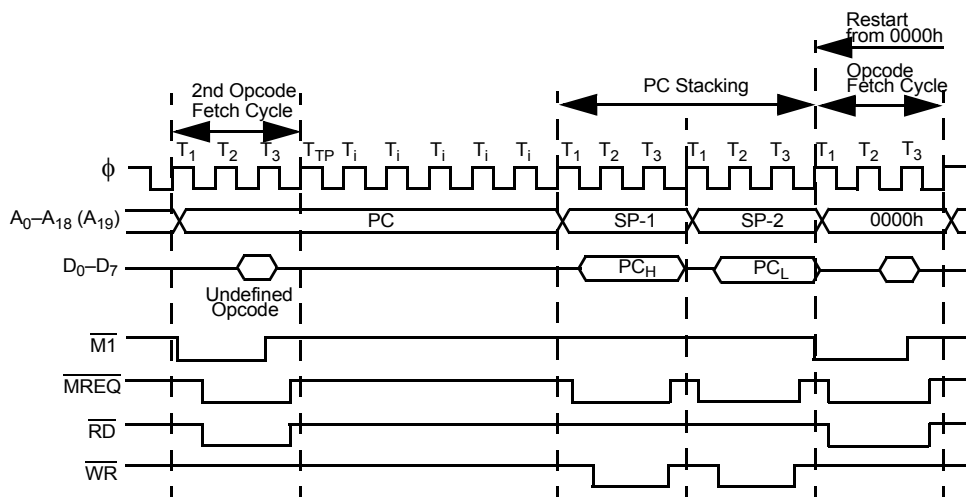 Restart
from 0000h
2nd Opcode
Fetch Cycle
PC Stacking
Opcode
Fetch Cycle
T1 T2 T3 TTP Ti Ti Ti Ti Ti T1 T2 T3 T1 T2 T3 T1 T2 T3
ϕ
A0–A18 (A19) PC SP-1 SP-2 0000h
D0–D7 PCH PCL
Undefined
Opcode
M1
MREQ
RD
WR